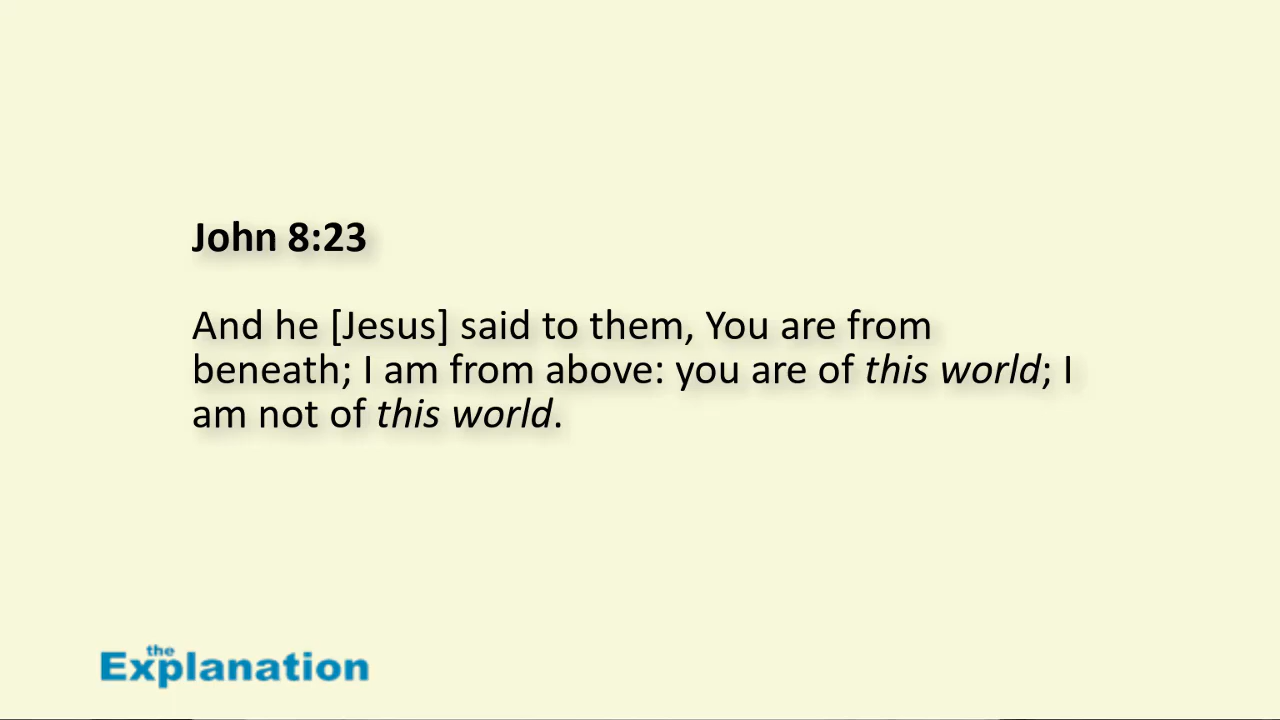 John 8:23
And he [Jesus] said to them, You are from
beneath; I am from above: you are of this world; I
am not of this world.
the
Explanation